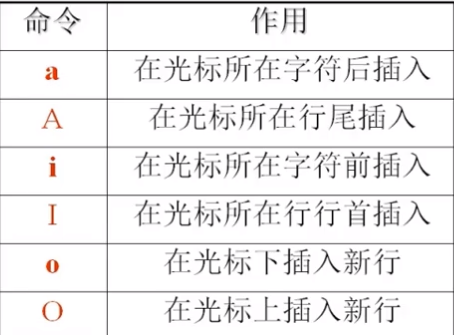 命令 作用
a 在光标所在字符后插入
A 在光标所在行尾插入
i 在光标所在字符前插入
I 在光标所在行行首插入
o 在光标下插入新行
O 在光标上插入新行